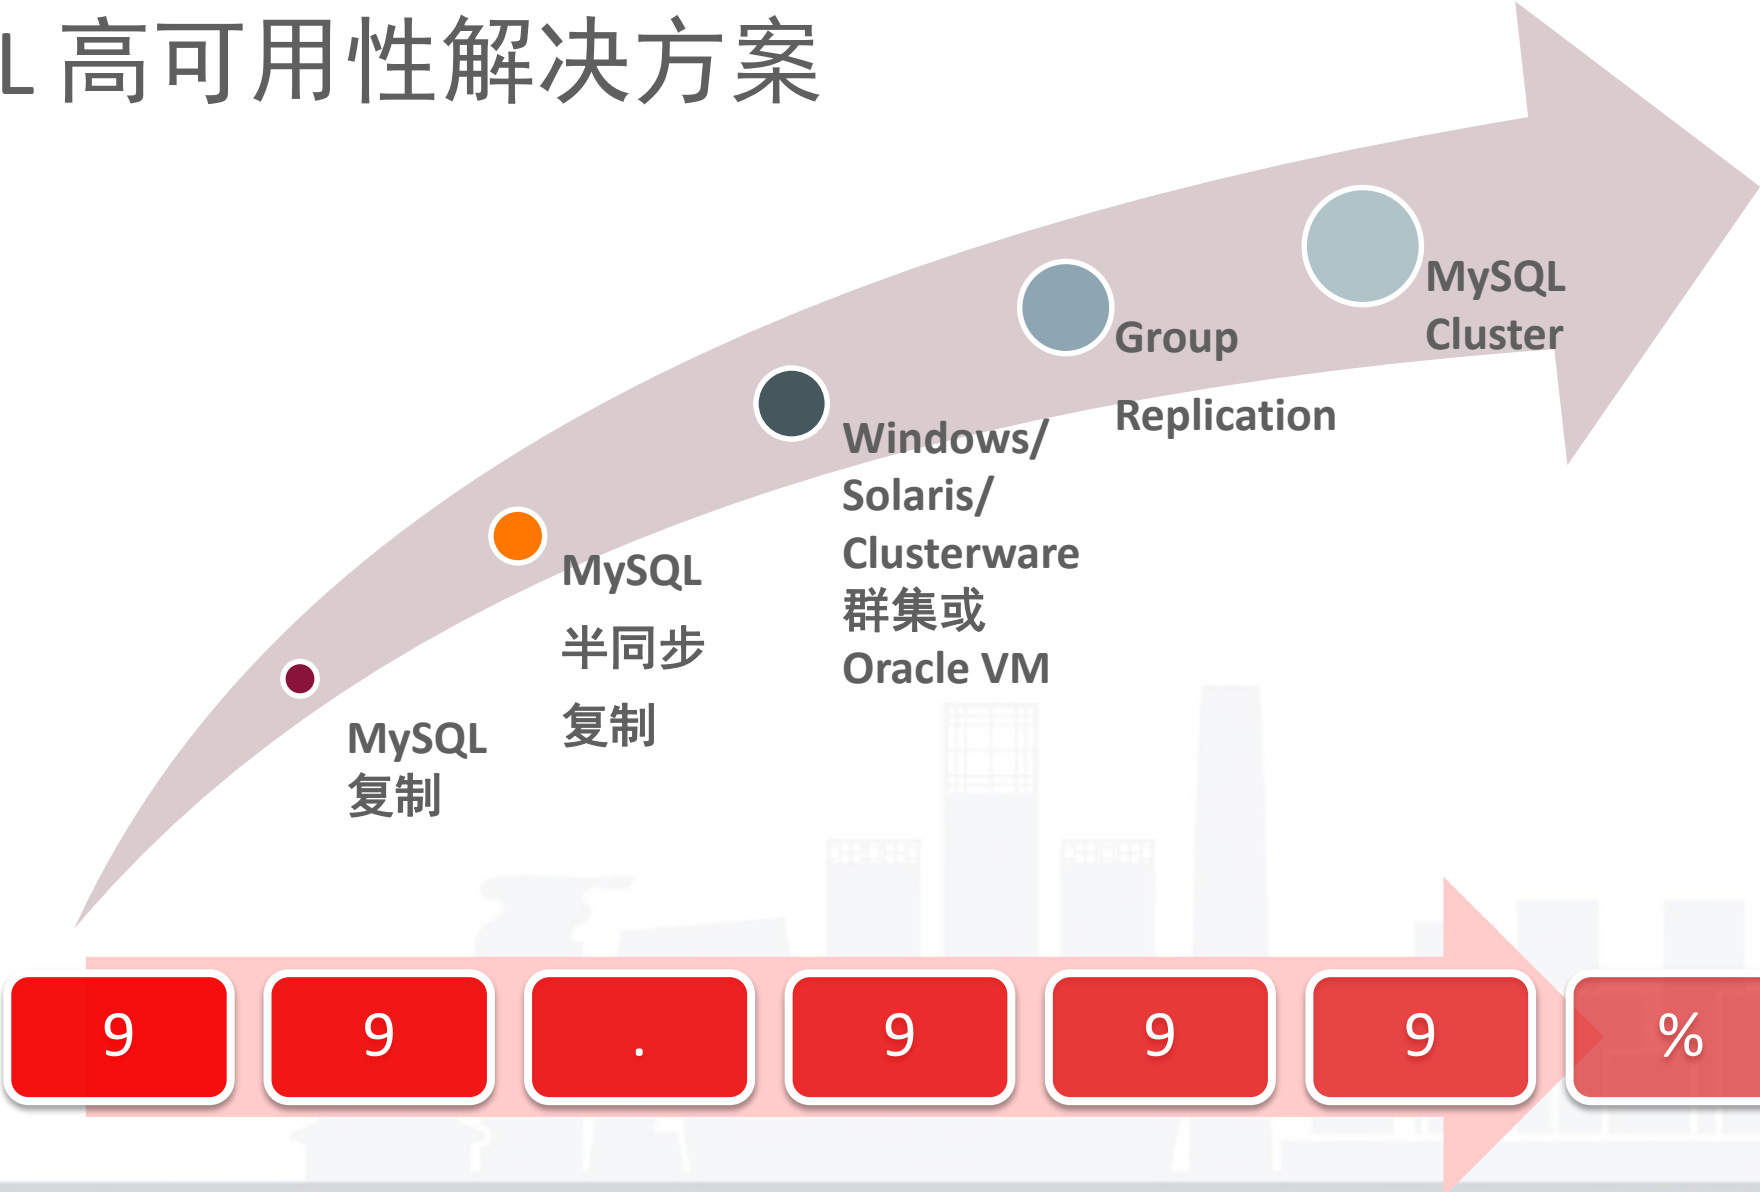 L 高可用性解决方案
MySQL
Cluster
Group
Replication
Windows/
Solaris/
Clusterware
群集或
Oracle VM
MySQL
半同步
复制
MySQL
复制
9 9 . 9 9 9 %